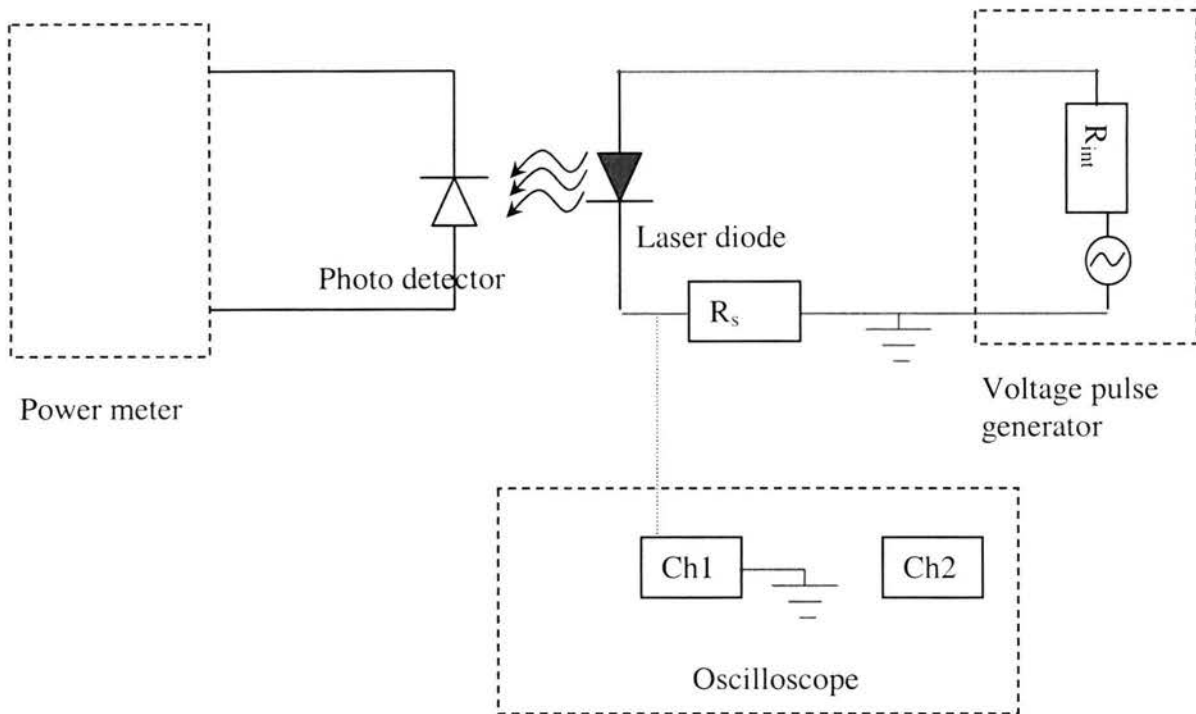 R_int
Laser diode
Photo detector
R_s
Power meter
Voltage pulse
generator
Ch1
Ch2
Oscilloscope